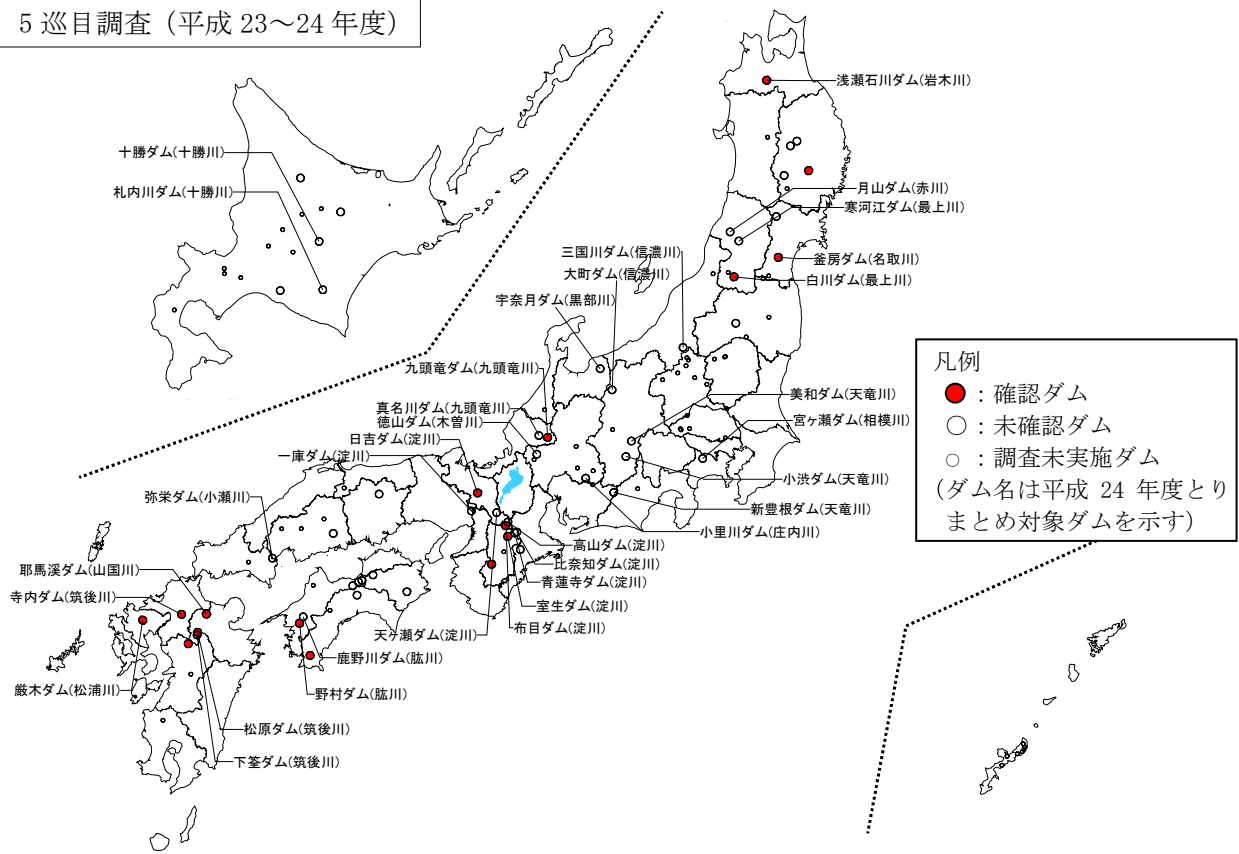 5 巡目調査（平成 23～24 年度）
浅瀬石川ダム(岩木川)
十勝ダム(十勝川)
札内川ダム(十勝川)
月山ダム(赤川)
寒河江ダム(最上川)
三国川ダム(信濃川)
大町ダム(信濃川)
釜房ダム(名取川)
白川ダム(最上川)
宇奈月ダム(黒部川)
九頭竜ダム(九頭竜川)
真名川ダム(九頭竜川)
徳山ダム(木曽川)
日吉ダム(淀川)
一庫ダム(淀川)
弥栄ダム(小瀬川)
美和ダム(天竜川)
宮ヶ瀬ダム(相模川)
小渋ダム(天竜川)
新豊根ダム(天竜川)
小里川ダム(庄内川)
高山ダム(淀川)
比奈知ダム(淀川)
青蓮寺ダム(淀川)
室生ダム(淀川)
布目ダム(淀川)
天ヶ瀬ダム(淀川)
耶馬溪ダム(山国川)
寺内ダム(筑後川)
鹿野川ダム(肱川)
野村ダム(肱川)
厳木ダム(松浦川)
松原ダム(筑後川)
下筌ダム(筑後川)
凡例
●：確認ダム
○：未確認ダム
○：調査未実施ダム
(ダム名は平成 24 年度とり
まとめ対象ダムを示す)